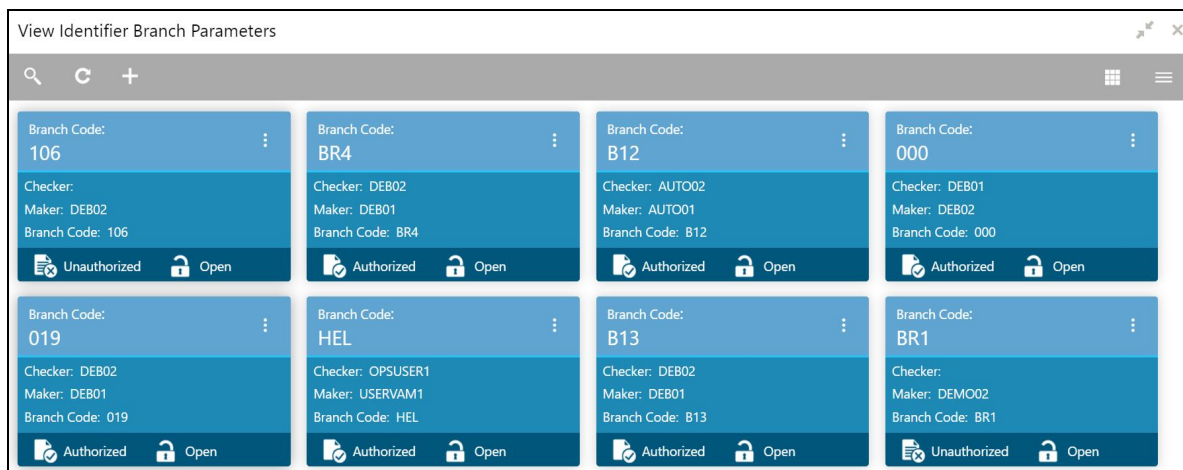 View Identifier Branch Parameters
Branch Code:
106
Checker:
Maker: DEB02
Branch Code: 106
Unauthorized Open
Branch Code:
BR4
Checker: DEB02
Maker: DEB01
Branch Code: BR4
Authorized Open
Branch Code:
B12
Checker: AUTO02
Maker: AUTO01
Branch Code: B12
Authorized Open
Branch Code:
000
Checker: DEB01
Maker: DEB02
Branch Code: 000
Authorized Open
Branch Code:
019
Checker: DEB02
Maker: DEB01
Branch Code: 019
Authorized Open
Branch Code:
HEL
Checker: OPSUSER1
Maker: USERVAM1
Branch Code: HEL
Authorized Open
Branch Code:
B13
Checker: DEB02
Maker: DEB01
Branch Code: B13
Authorized Open
Branch Code:
BR1
Checker:
Maker: DEMO02
Branch Code: BR1
Unauthorized Open